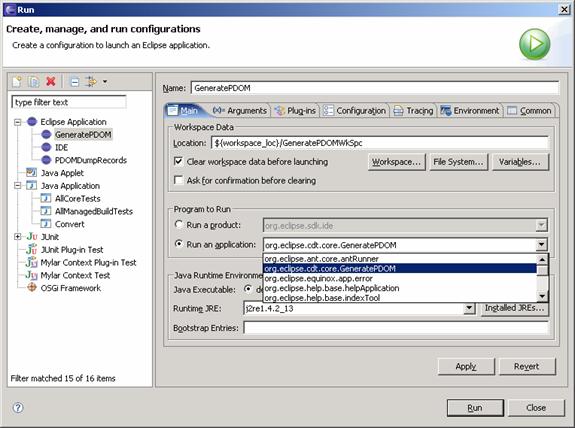 Run
Create, manage, and run configurations
Create a configuration to launch an Eclipse application.
type filter text
Eclipse Application
GeneratePDOM
IDE
PDOMDumpRecords
Java Applet
Java Application
AllCoreTests
AllManagedBuildTests
Convert
JUnit
JUnit Plug-in Test
Mylar Context Plug-in Test
Mylar Context Test
OSGi Framework
Filter matched 15 of 16 items
Name: GeneratePDOM
Main (x)= Arguments Plug-ins Configuration Tracing Environment Common
Workspace Data
Location: ${workspace_loc}/GeneratePDOMWkSpc
Clear workspace data before launching Workspace... File System... Variables...
Ask for confirmation before clearing
Program to Run
Run a product: org.eclipse.sdk.ide
Run an application: org.eclipse.cdt.core.GeneratePDOM
org.eclipse.ant.core.antRunner
org.eclipse.cdt.core.GeneratePDOM
org.eclipse.equinox.app.error
org.eclipse.help.base.helpApplication
org.eclipse.help.base.indexTool
Java Runtime Environme
Java Executable:
Runtime JRE: j2re1.4.2_13 Installed JREs...
Bootstrap Entries:
Apply Revert
? Run Close